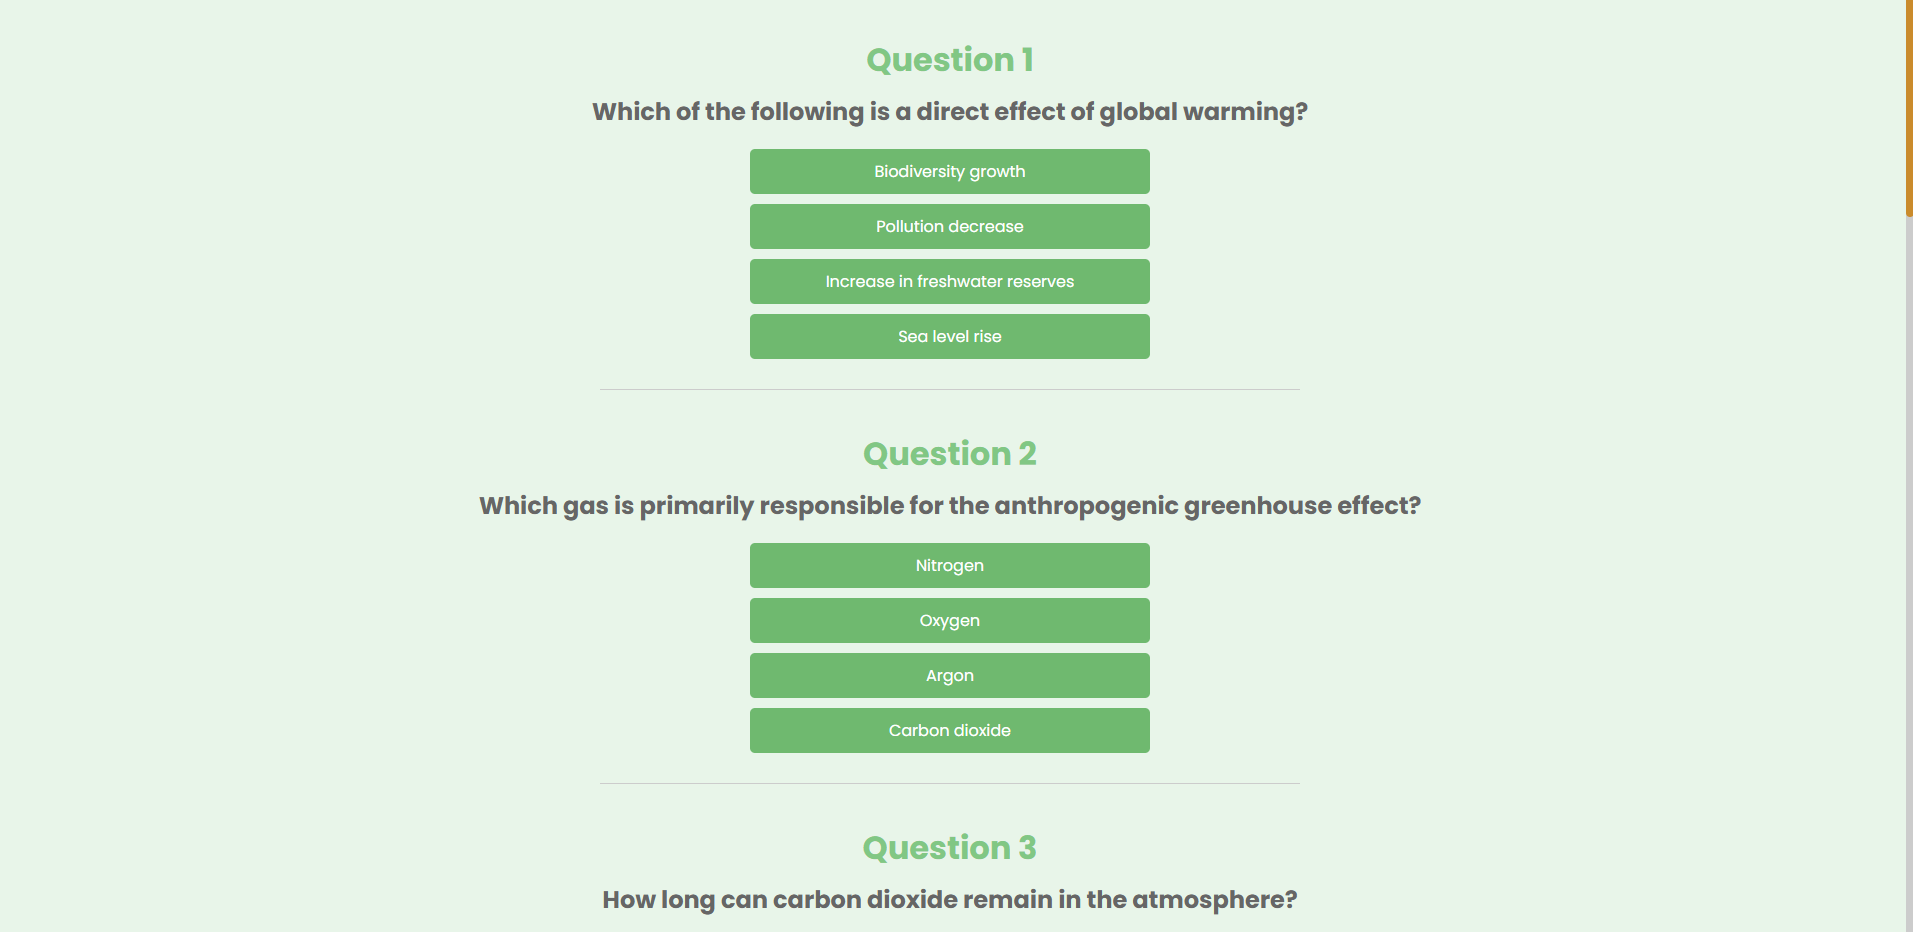 Question 1
Which of the following is a direct effect of global warming?
Biodiversity growth
Pollution decrease
Increase in freshwater reserves
Sea level rise
Question 2
Which gas is primarily responsible for the anthropogenic greenhouse effect?
Nitrogen
Oxygen
Argon
Carbon dioxide
Question 3
How long can carbon dioxide remain in the atmosphere?